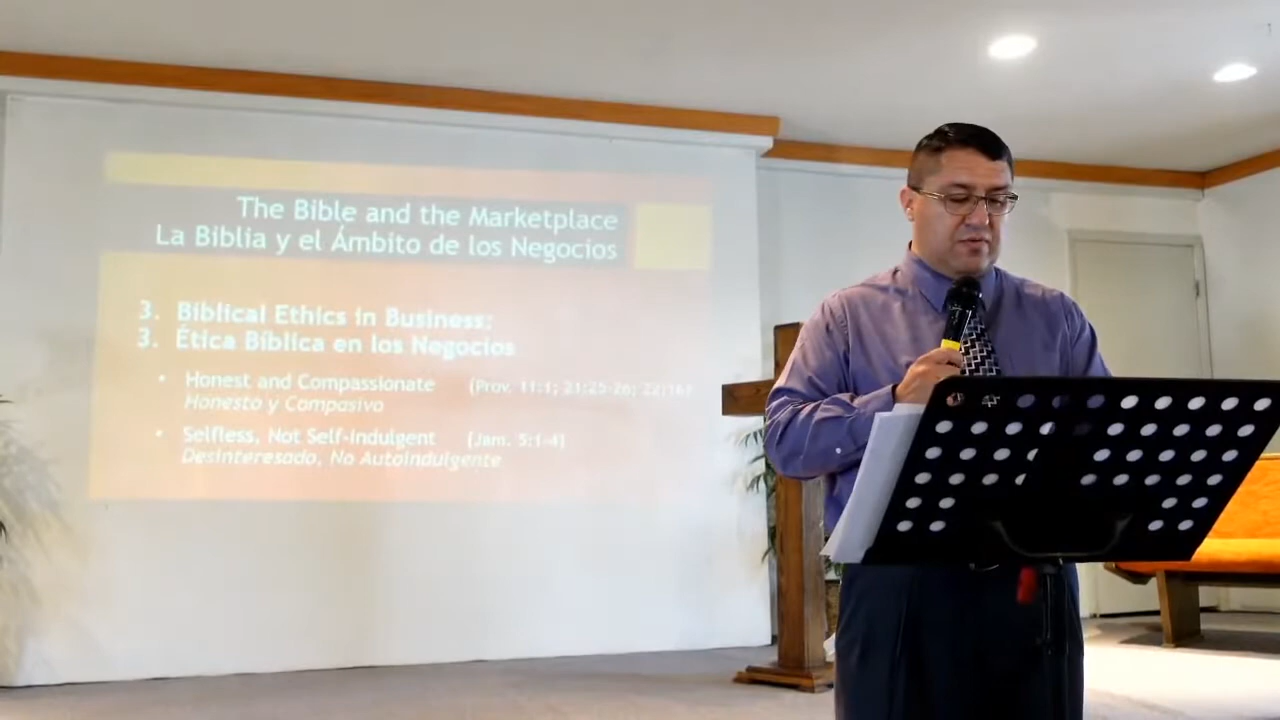 The Bible and the Marketplace
La Biblia y el Ámbito de los Negocios
3. Biblical Ethics in Business:
3. Ética Bíblica en los Negocios
• Honest and Compassionate (Prov. 11:1; 21:25-26; 22:16)
Honesto y Compasivo
• Selfless, Not Self-Indulgent (Jam. 5:1-4)
Desinteresado, No Autoindulgente